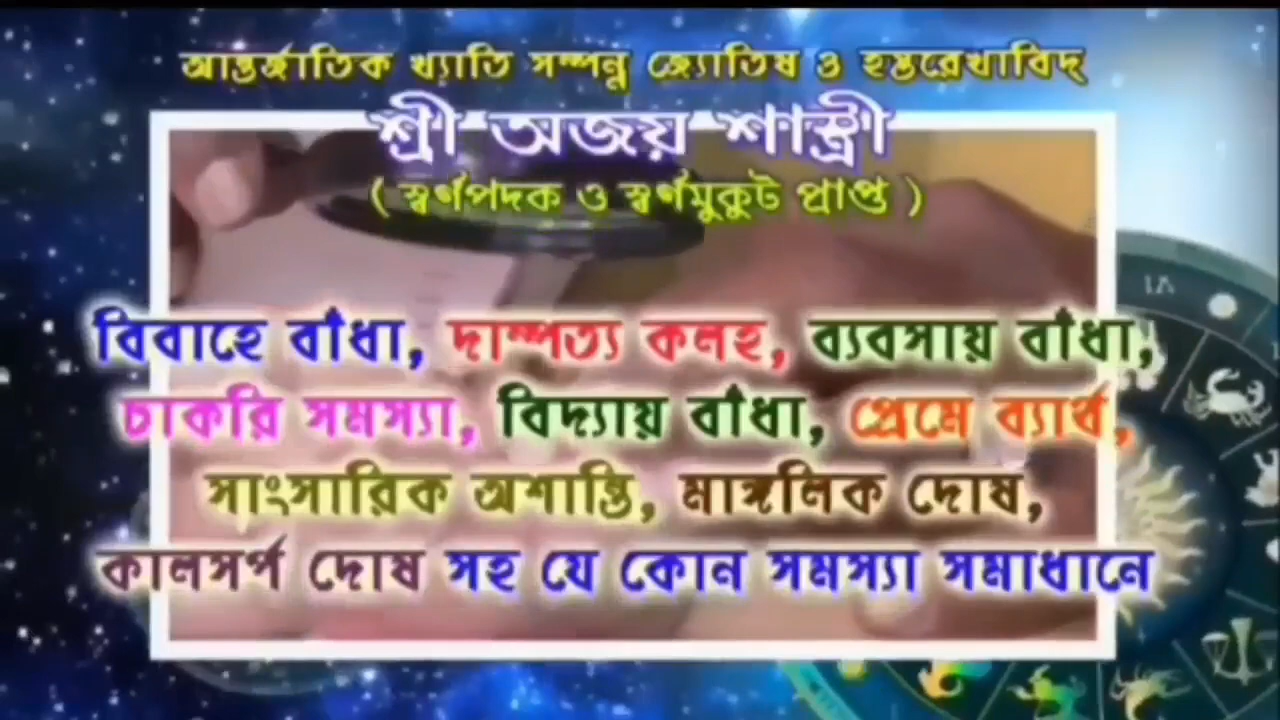 আন্তর্জাতিক খ্যাতি সম্পন্ন জ্যোতিষ ও হস্তরেখাবিদ্
শ্রী অজয় শাস্ত্রী
( স্বর্ণপদক ও স্বর্ণমুকুট প্রাপ্ত )
বিবাহে বাঁধা, দাম্পত্য কলহ, ব্যবসায় বাঁধা,
চাকরি সমস্যা, বিদ্যায় বাঁধা, প্রেমে ব্যার্থ,
সাংসারিক অশান্তি, মাঙ্গলিক দোষ,
কালসর্প দোষ সহ যে কোন সমস্যা সমাধানে